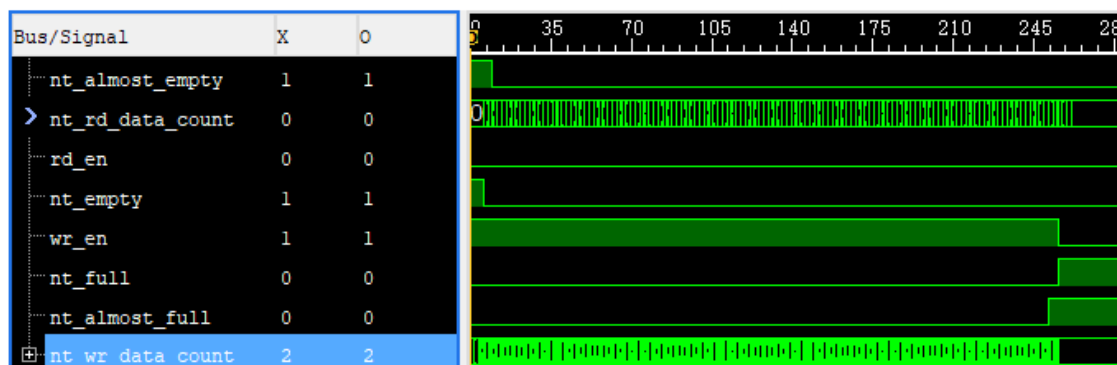 Bus/Signal X O 0 35 70 105 140 175 210 245 28
nt_almost_empty 1 1
nt_rd_data_count 0 0 0
rd_en 0 0
nt_empty 1 1
wr_en 1 1
nt_full 0 0
nt_almost_full 0 0
nt_wr_data_count 2 2